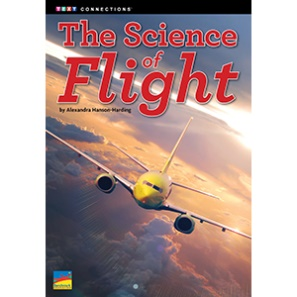 TEXT CONNECTIONS
The Science
of
Flight
by Alexandra Hanson-Harding